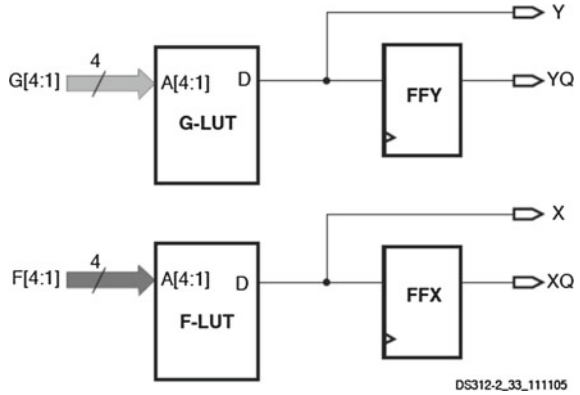 Y
4
G[4:1]
A[4:1]
D
YQ
FFY
G-LUT
X
4
F[4:1]
A[4:1]
D
XQ
FFX
F-LUT
DS312-2_33_111105